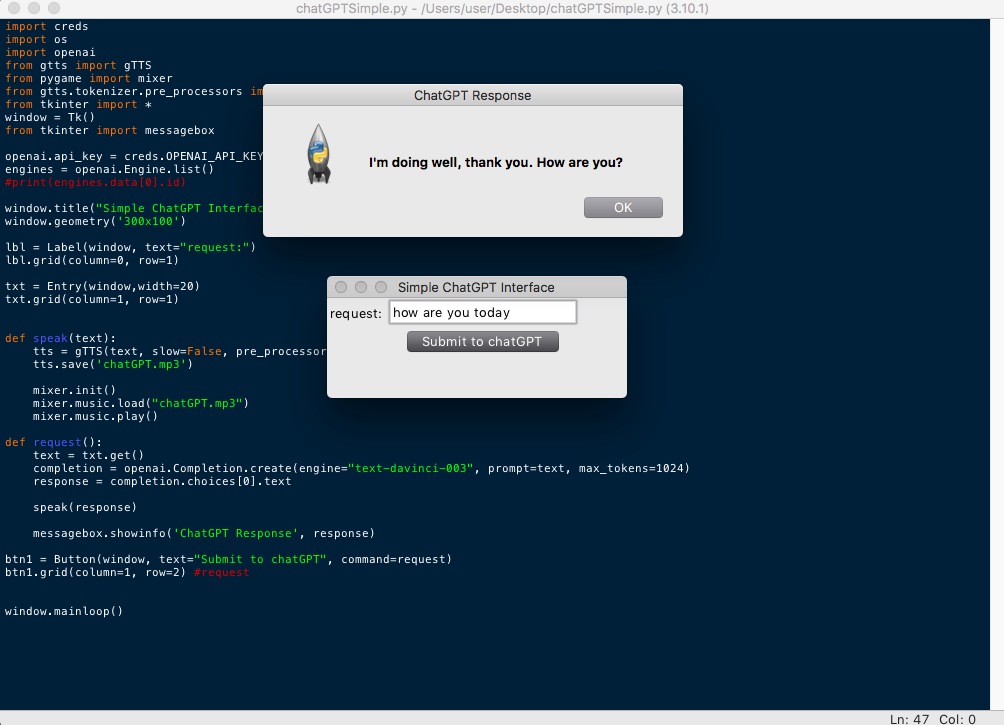 chatGPTSimple.py - /Users/user/Desktop/chatGPTSimple.py (3.10.1)
import creds
import os
import openai
from gtts import gTTS
from pygame import mixer
from gtts.tokenizer.pre_processors im
from tkinter import *
window = Tk()
from tkinter import messagebox
openai.api_key = creds.OPENAI_API_KEY
engines = openai.Engine.list()
#print(engines.data[0].id)
window.title("Simple ChatGPT Interfac
window.geometry('300x100')
lbl = Label(window, text="request:")
lbl.grid(column=0, row=1)
txt = Entry(window,width=20)
txt.grid(column=1, row=1)
def speak(text):
    tts = gTTS(text, slow=False, pre_processor
    tts.save('chatGPT.mp3')
    mixer.init()
    mixer.music.load("chatGPT.mp3")
    mixer.music.play()
def request():
    text = txt.get()
    completion = openai.Completion.create(engine="text-davinci-003", prompt=text, max_tokens=1024)
    response = completion.choices[0].text
    speak(response)
    messagebox.showinfo('ChatGPT Response', response)
btn1 = Button(window, text="Submit to chatGPT", command=request)
btn1.grid(column=1, row=2) #request
window.mainloop()
ChatGPT Response
I'm doing well, thank you. How are you?
OK
Simple ChatGPT Interface
request: how are you today
Submit to chatGPT
Ln: 47 Col: 0